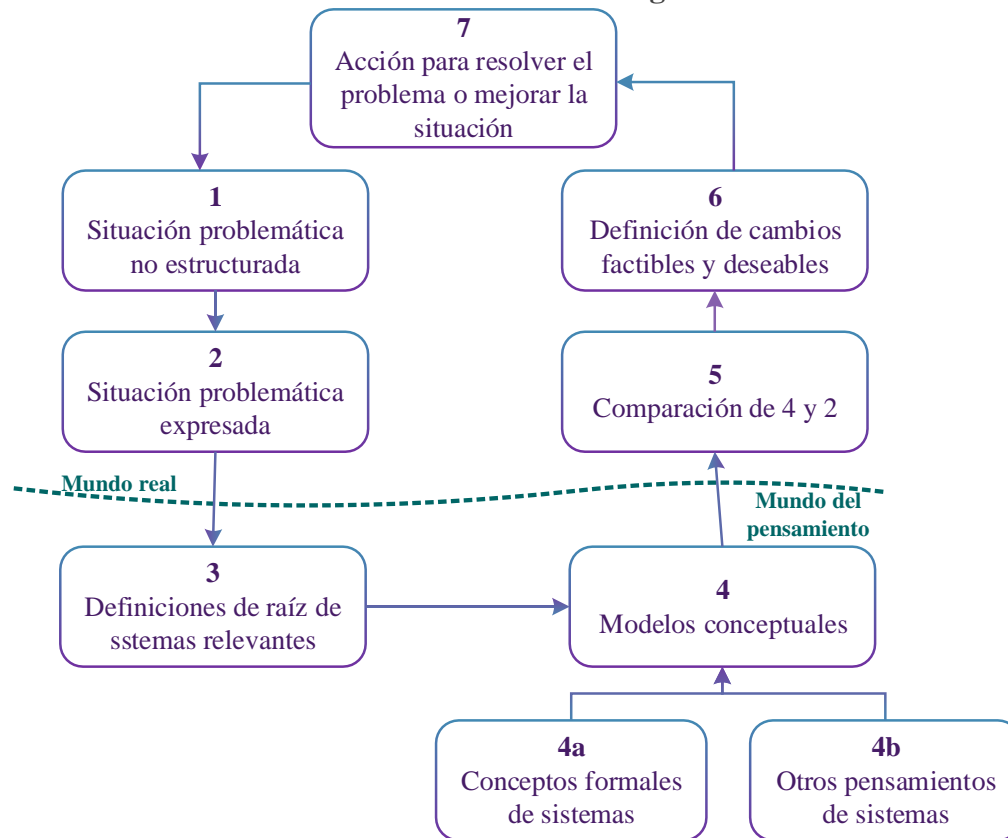 7
Acción para resolver el
problema o mejorar la
situación
1
Situación problemática
no estructurada
6
Definición de cambios
factibles y deseables
2
Situación problemática
expresada
5
Comparación de 4 y 2
Mundo real
Mundo del
pensamiento
3
Definiciones de raíz de
sstemas relevantes
4
Modelos conceptuales
4a
Conceptos formales
de sistemas
4b
Otros pensamientos
de sistemas